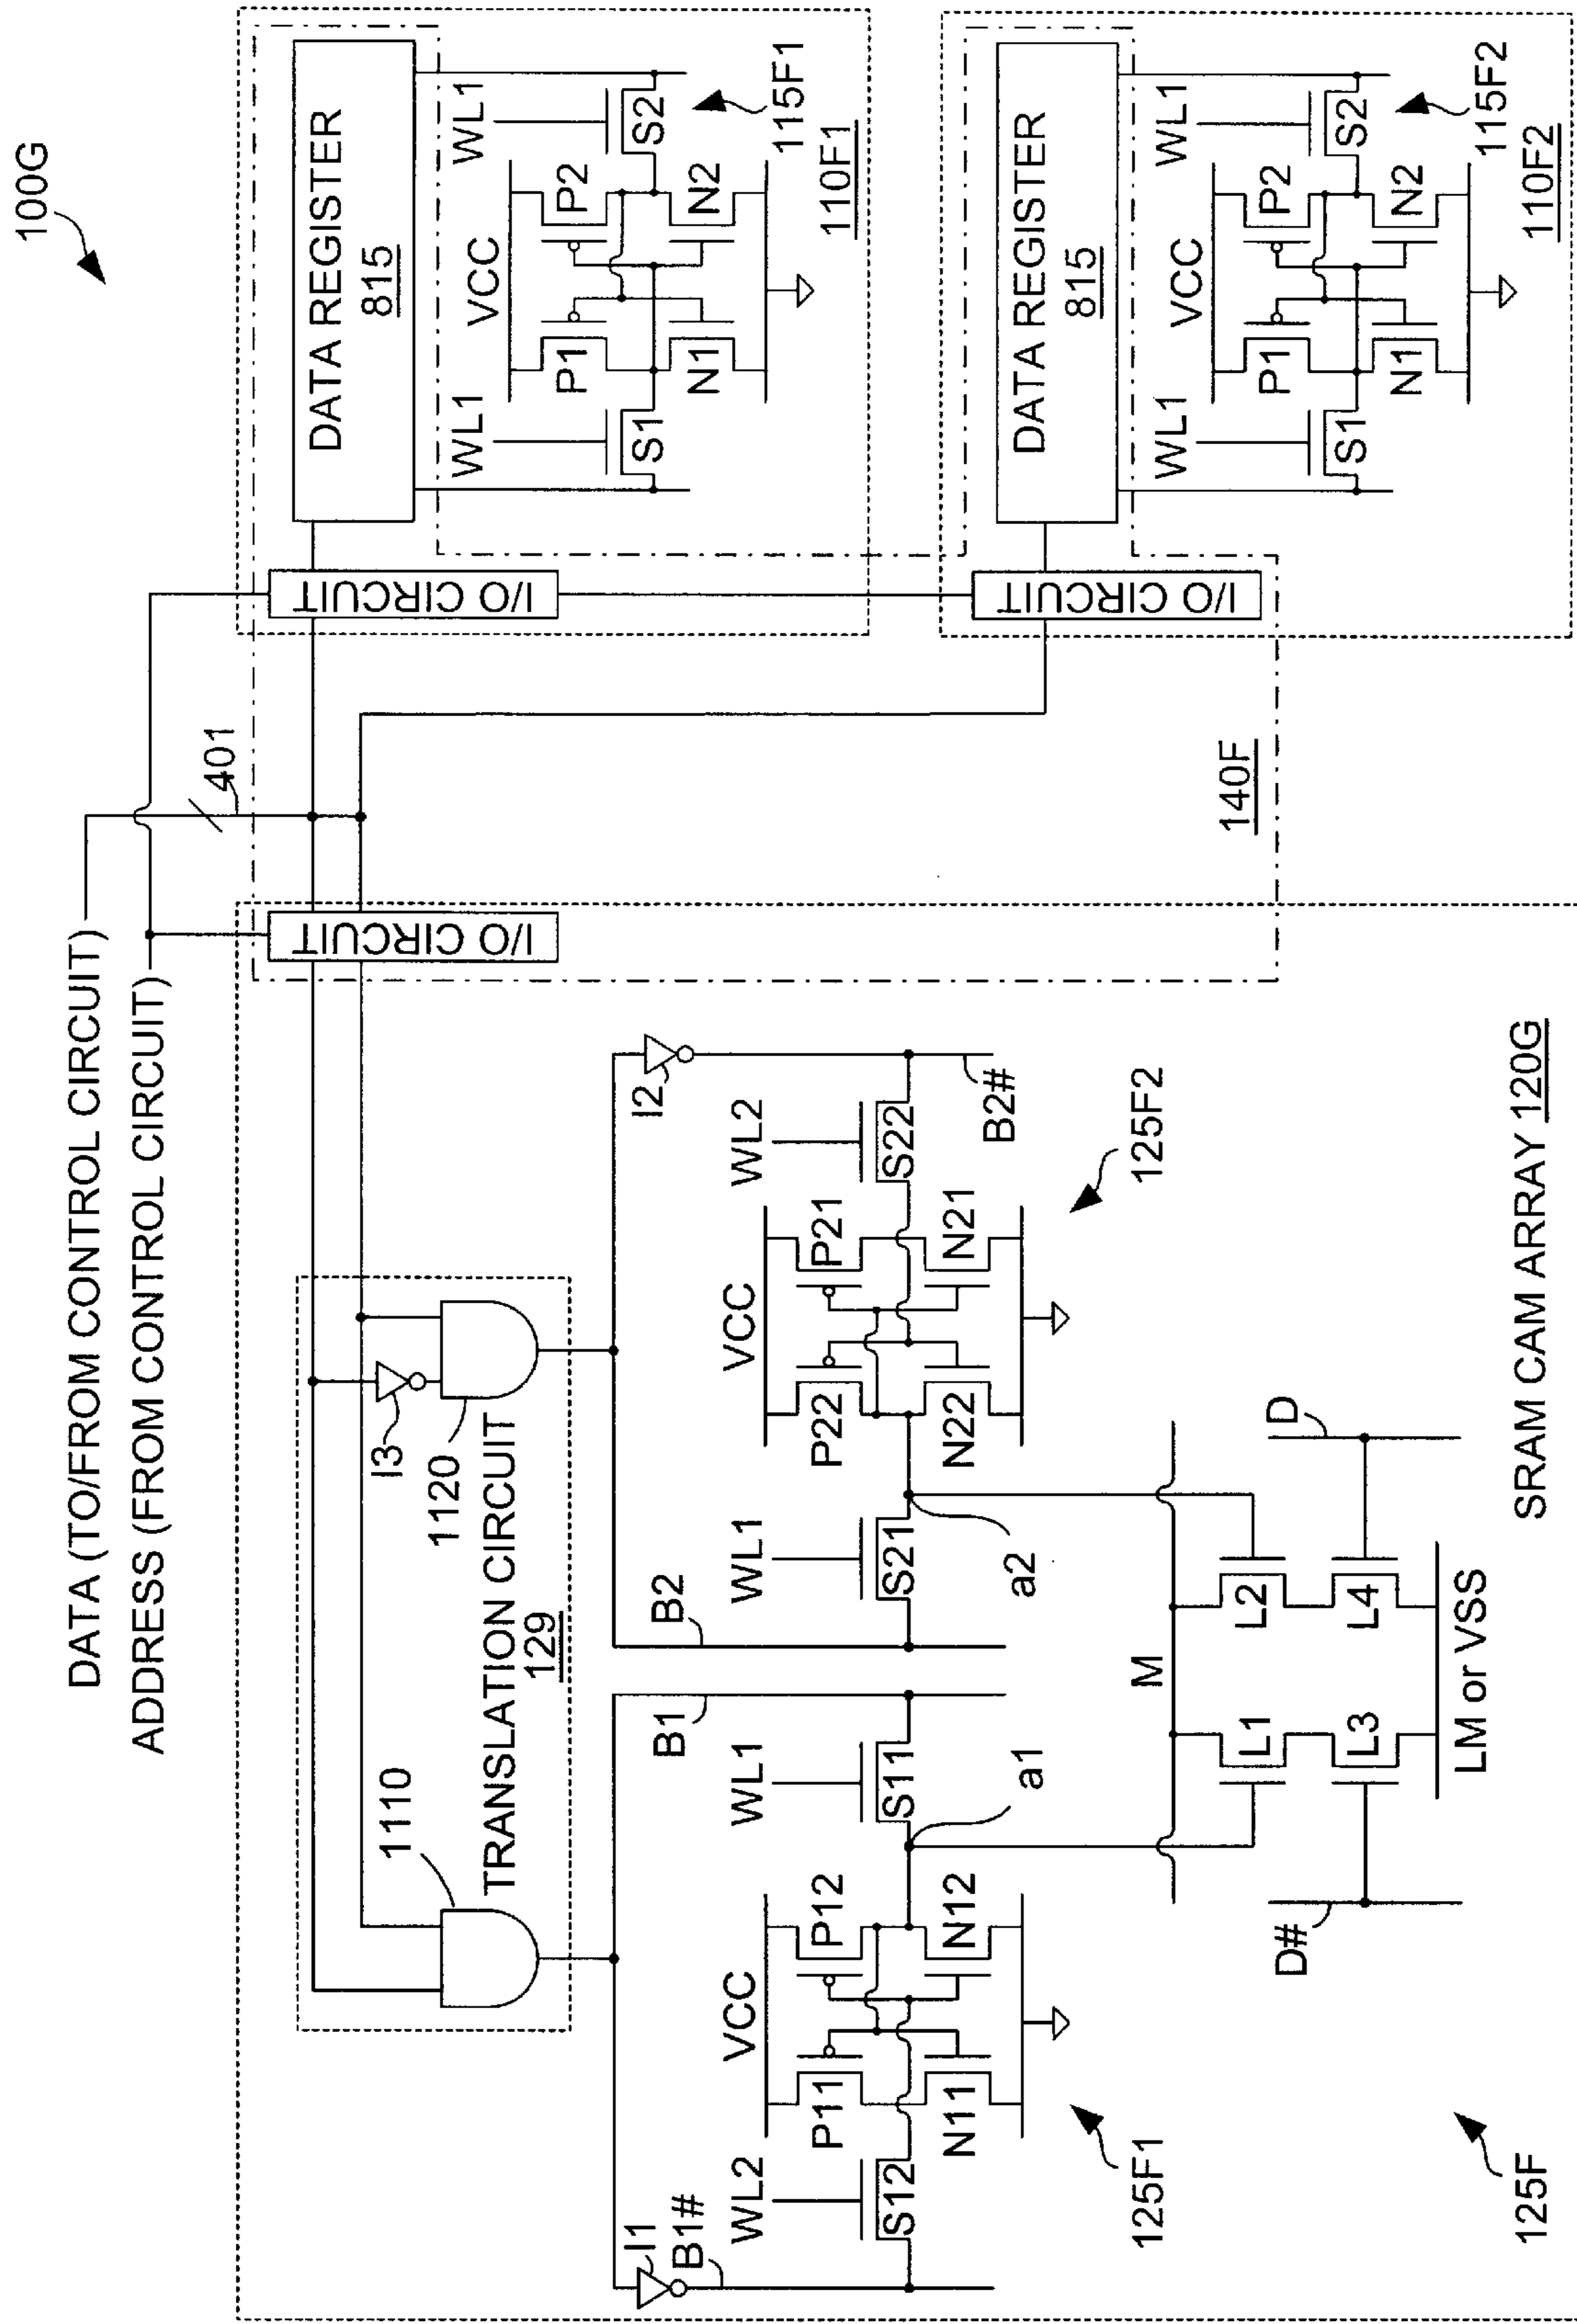 100G
DATA (TO/FROM CONTROL CIRCUIT)
ADDRESS (FROM CONTROL CIRCUIT)
401
I/O CIRCUIT
I/O CIRCUIT
I/O CIRCUIT
DATA REGISTER
815
WL1
WL1
VCC
P1
P2
S1
S2
N1
N2
115F1
110F1
DATA REGISTER
815
WL1
WL1
VCC
P1
P2
S1
S2
N1
N2
115F2
110F2
140F
1110
I3
1120
TRANSLATION CIRCUIT
129
I1
B1#
B1
B2
I2
B2#
WL2
VCC
WL1
WL1
VCC
WL2
P11
P12
P22
P21
S12
S11
S21
S22
N11
N12
N22
N21
125F1
a1
a2
125F2
M
D#
L1
L2
D
L3
L4
LM or VSS
125F
SRAM CAM ARRAY 120G